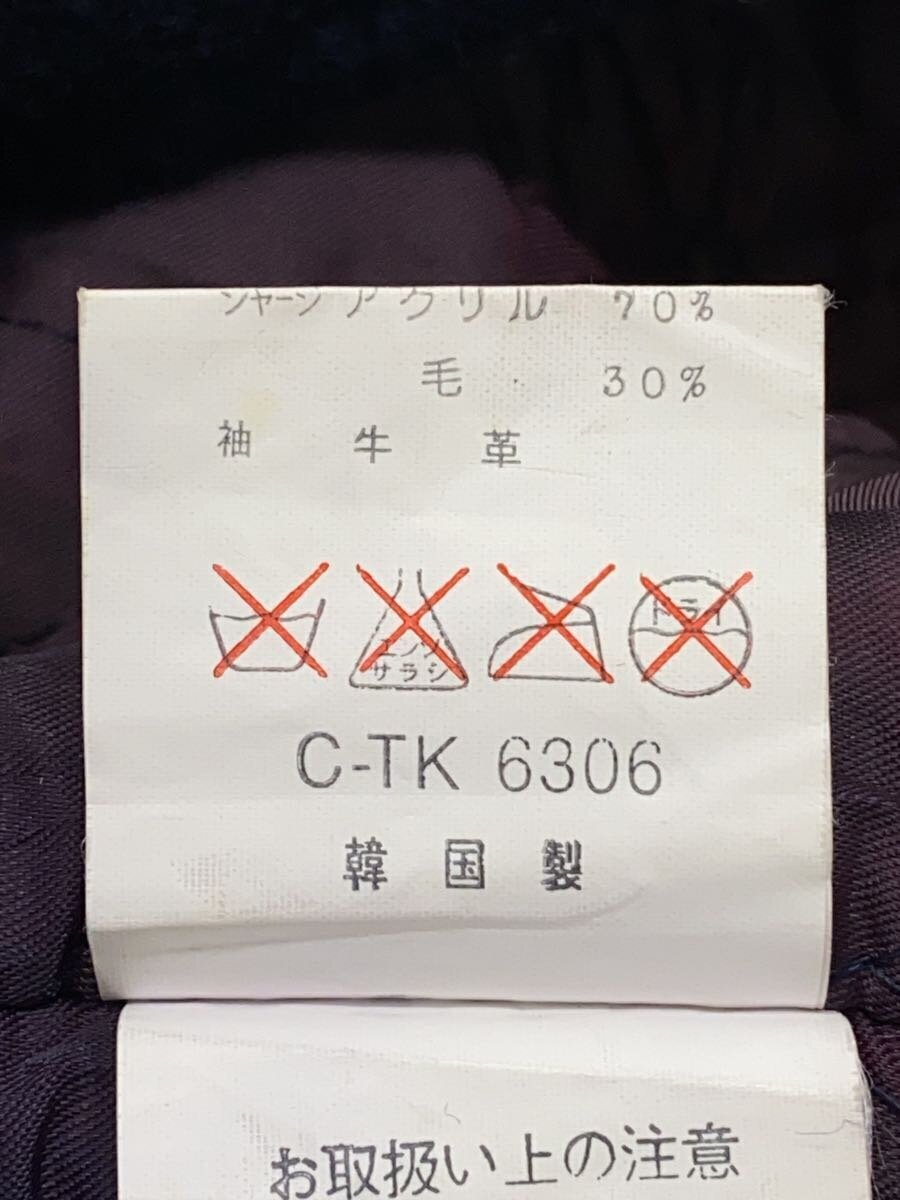 ジャージ アクリル 70%
毛 30%
袖 牛 革
エンソ サラシ ドライ
C-TK 6306
韓 国 製
お取扱い上の注意